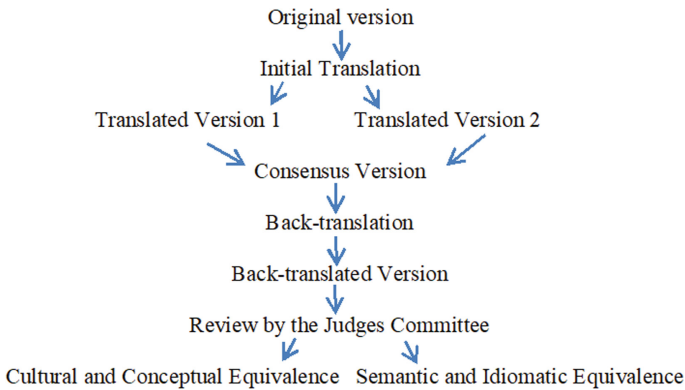 Original version
Initial Translation
Translated Version 1
Translated Version 2
Consensus Version
Back-translation
Back-translated Version
Review by the Judges Committee
Cultural and Conceptual Equivalence
Semantic and Idiomatic Equivalence